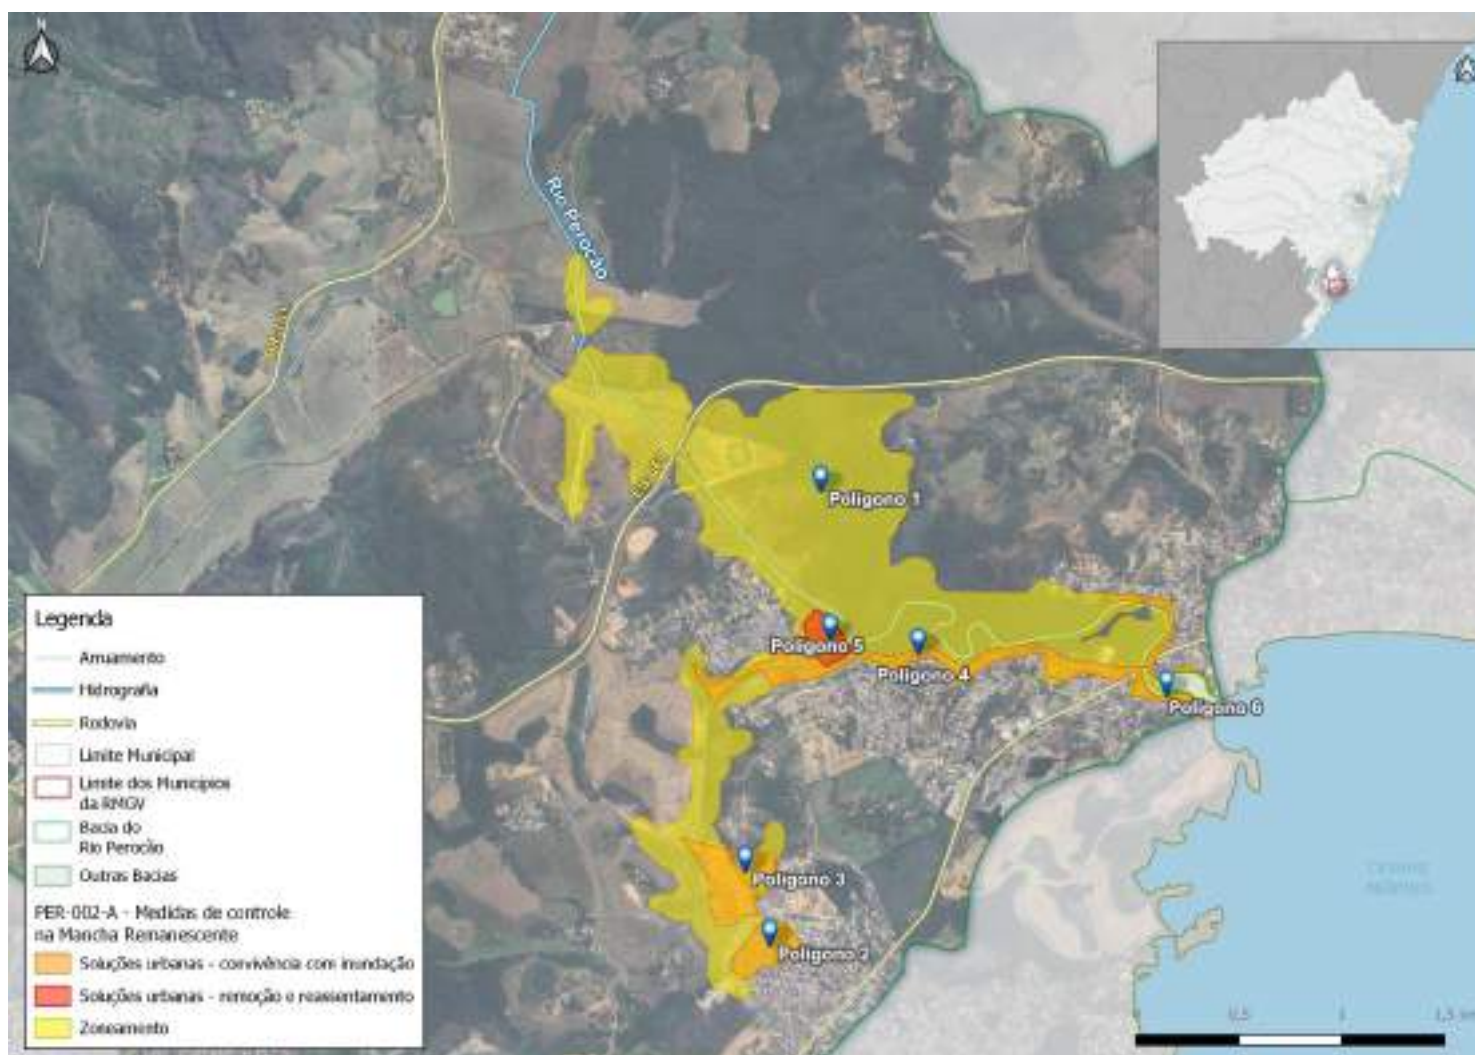 N
Rio Perocão
Polígono 1
Polígono 5
Polígono 4
Polígono 6
Polígono 3
Polígono 2
Legenda
Arruamento
Hidrografia
Rodovia
Limite Municipal
Limite dos Municípios
da RMGV
Bacia do
Rio Perocão
Outras Bacias
PER-002-A - Medidas de controle
na Mancha Remanescente
Soluções urbanas - convivência com inundação
Soluções urbanas - remoção e reassentamento
Zoneamento
0,5
1
1,5 km